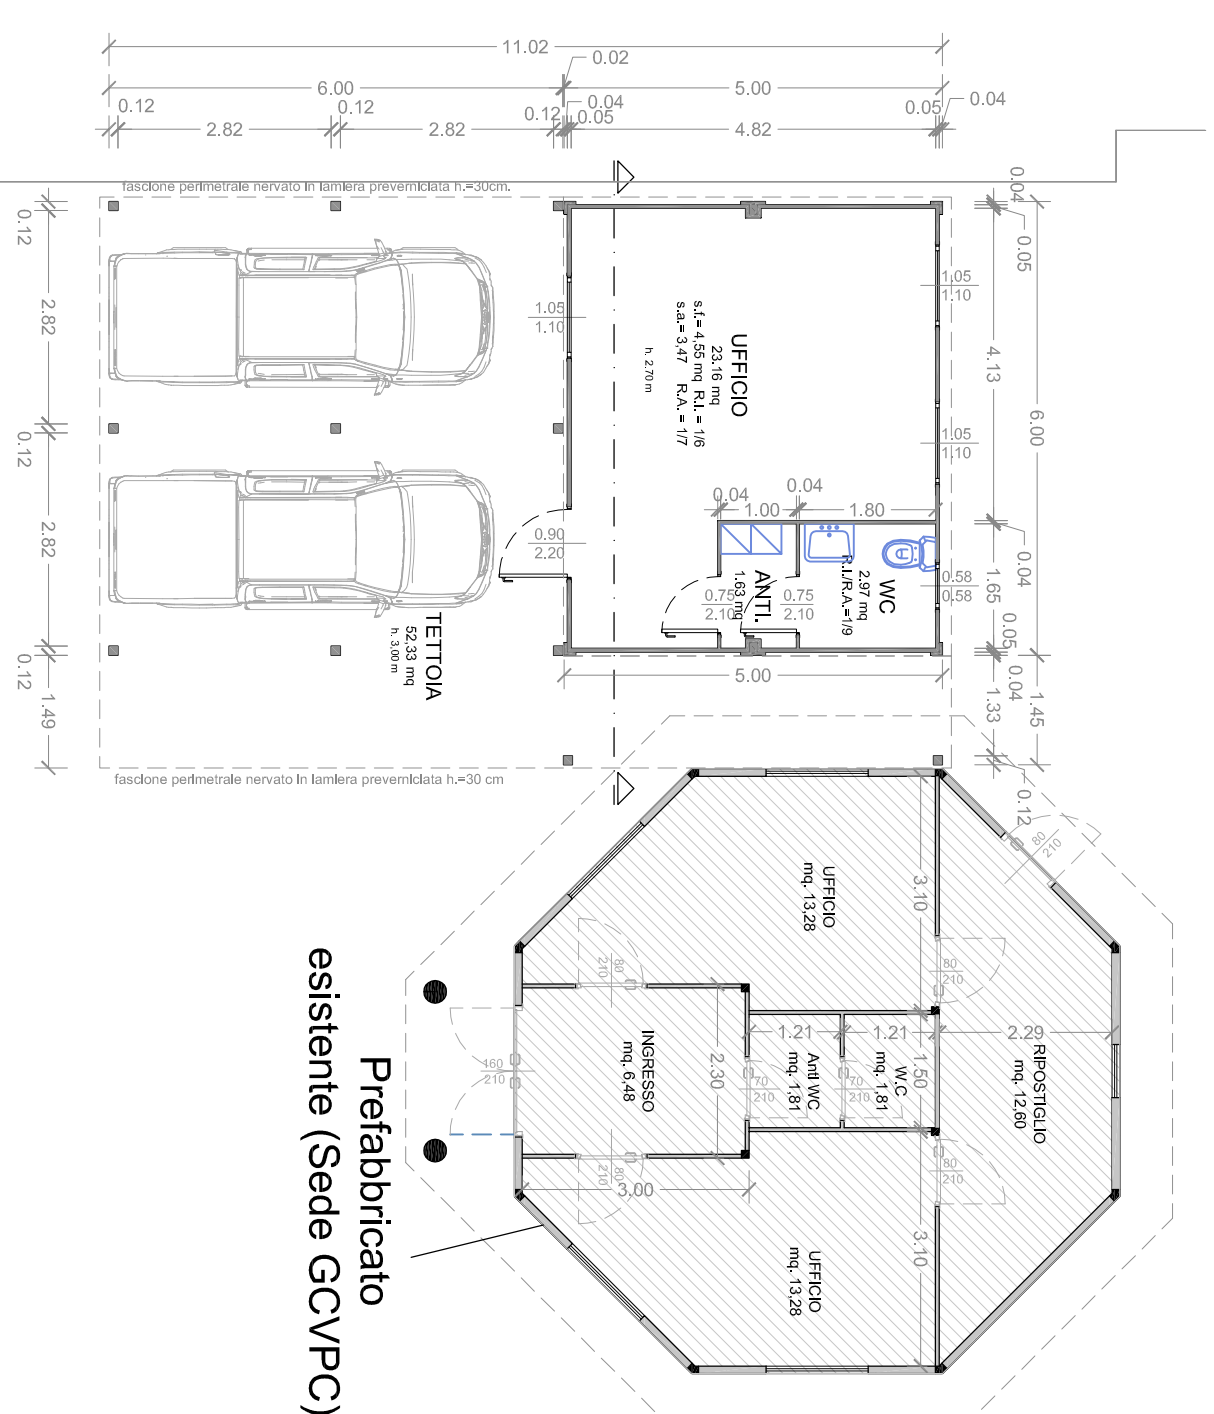 11.02
0.02
6.00
5.00
0.12
0.12
0.12
0.04
0.05
0.05
0.04
2.82
2.82
4.82
fascione perimetrale nervato in lamiera preverniciata h.=30cm.
0.04
0.05
0.12
2.82
0.12
2.82
0.12
1.49
1.05
1.10
1.05
1.10
1.05
1.10
4.13
6.00
UFFICIO
23.16 mq
s.f.= 4,55 mq R.I. = 1/6
s.a.= 3,47 R.A. = 1/7
h. 2.70 m
0.04
0.04
1.00
1.80
0.90
2.20
0.75
2.10
0.75
2.10
ANTI.
1.63 mq
WC
2.97 mq
R.I./R.A.=1/9
0.58
0.58
0.04
1.65
0.05
0.04
1.33
1.45
0.12
TETTOIA
52,33 mq
h. 3,00 m
5.00
fascione perimetrale nervato in lamiera preverniciata h.=30 cm
80
210
UFFICIO
mq. 13,28
3.10
80
210
80
210
INGRESSO
mq. 6,48
2.30
1.21
1.21
2.29
Anti WC
mq. 1,81
W.C
mq. 1,81
1.50
70
210
70
210
RIPOSTIGLIO
mq. 12,60
160
210
80
210
80
210
3.00
UFFICIO
mq. 13,28
3.10
Prefabbricato
esistente (Sede GCVPC)